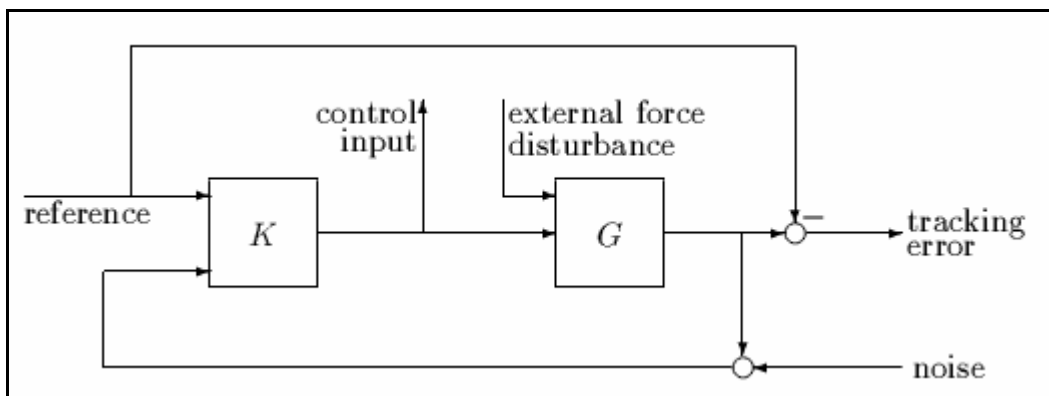 control
input
external force
disturbance
reference
K
G
−
tracking
error
noise